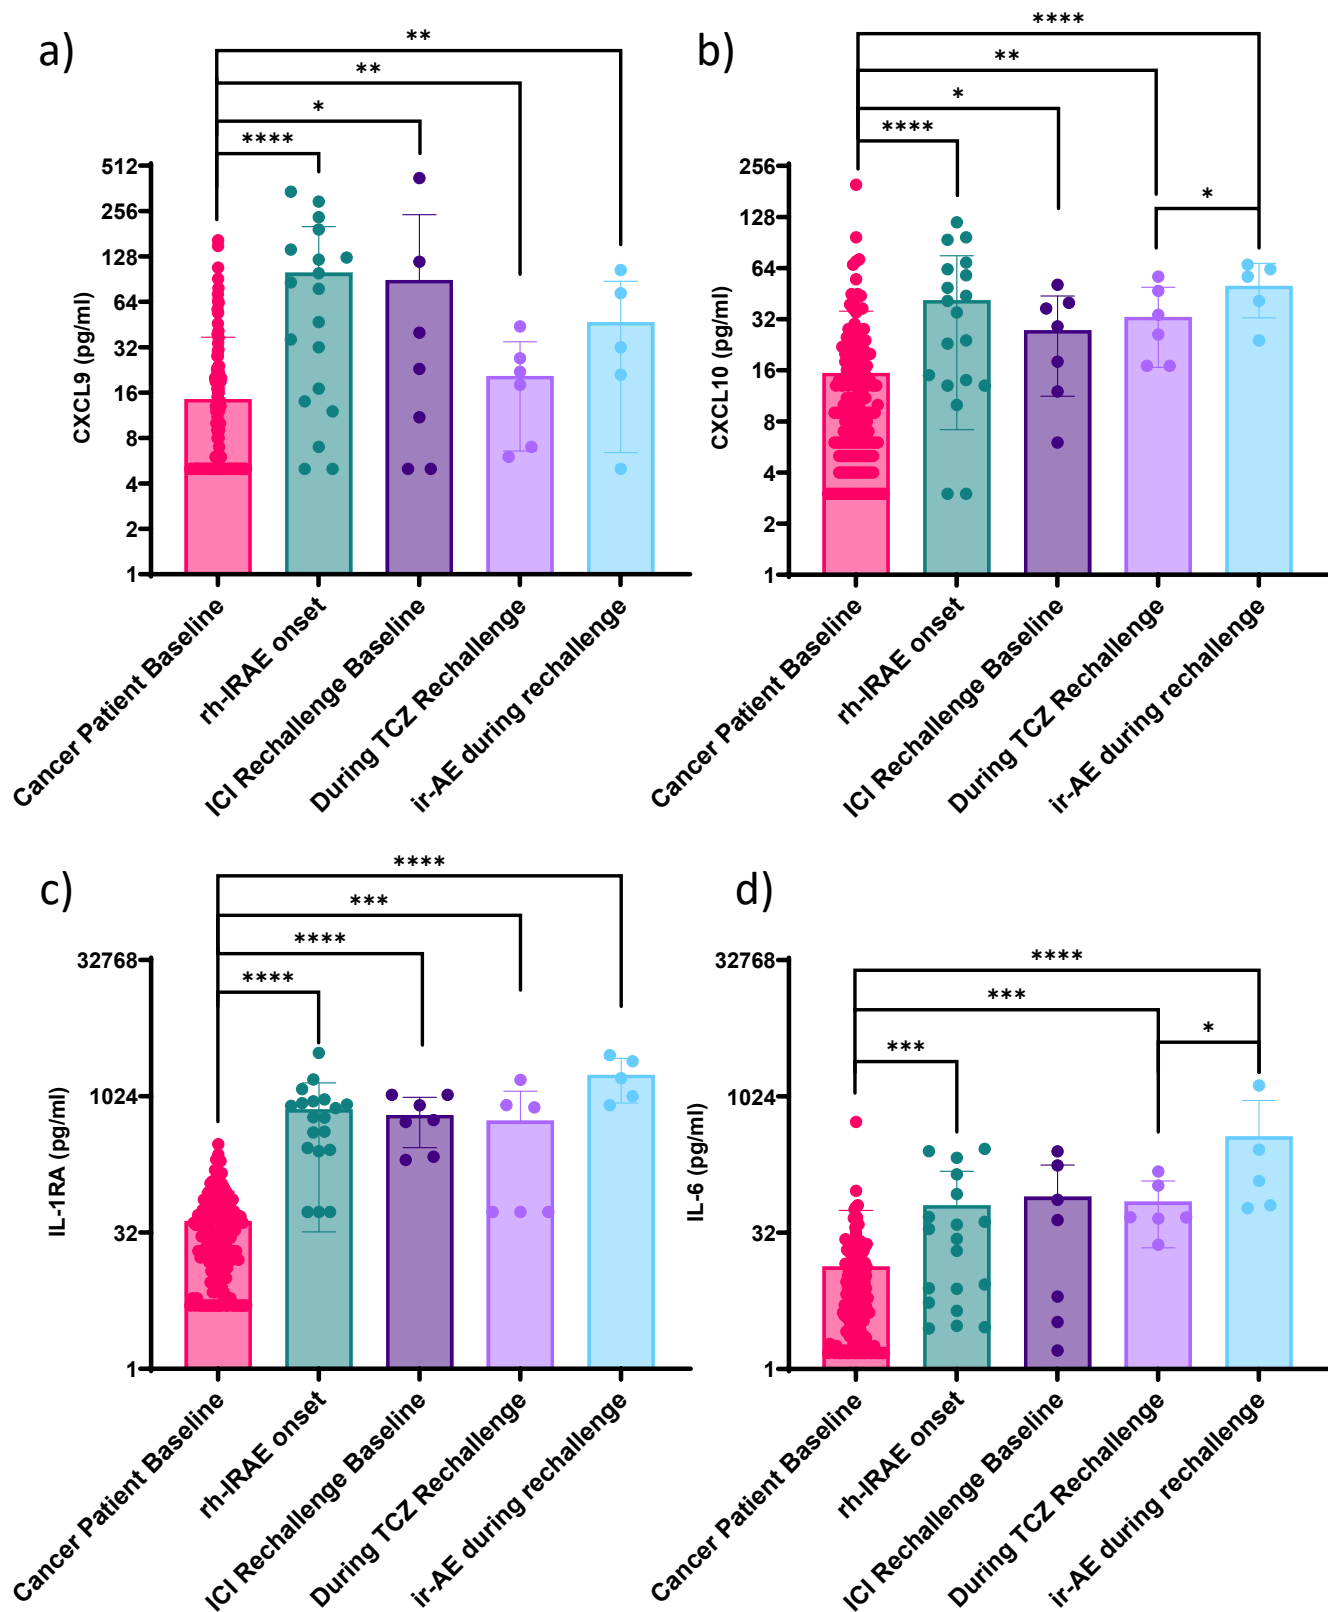 a)
**
**
*
****
512
256
128
64
32
16
8
4
2
1
CXCL9 (pg/ml)
Cancer Patient Baseline
rh-IRAE onset
ICI Rechallenge Baseline
During TCZ Rechallenge
ir-AE during rechallenge
b)
****
**
*
****
*
256
128
64
32
16
8
4
2
1
CXCL10 (pg/ml)
Cancer Patient Baseline
rh-IRAE onset
ICI Rechallenge Baseline
During TCZ Rechallenge
ir-AE during rechallenge
c)
****
***
****
****
32768
1024
32
1
IL-1RA (pg/ml)
Cancer Patient Baseline
rh-IRAE onset
ICI Rechallenge Baseline
During TCZ Rechallenge
ir-AE during rechallenge
d)
****
***
*
***
32768
1024
32
1
IL-6 (pg/ml)
Cancer Patient Baseline
rh-IRAE onset
ICI Rechallenge Baseline
During TCZ Rechallenge
ir-AE during rechallenge